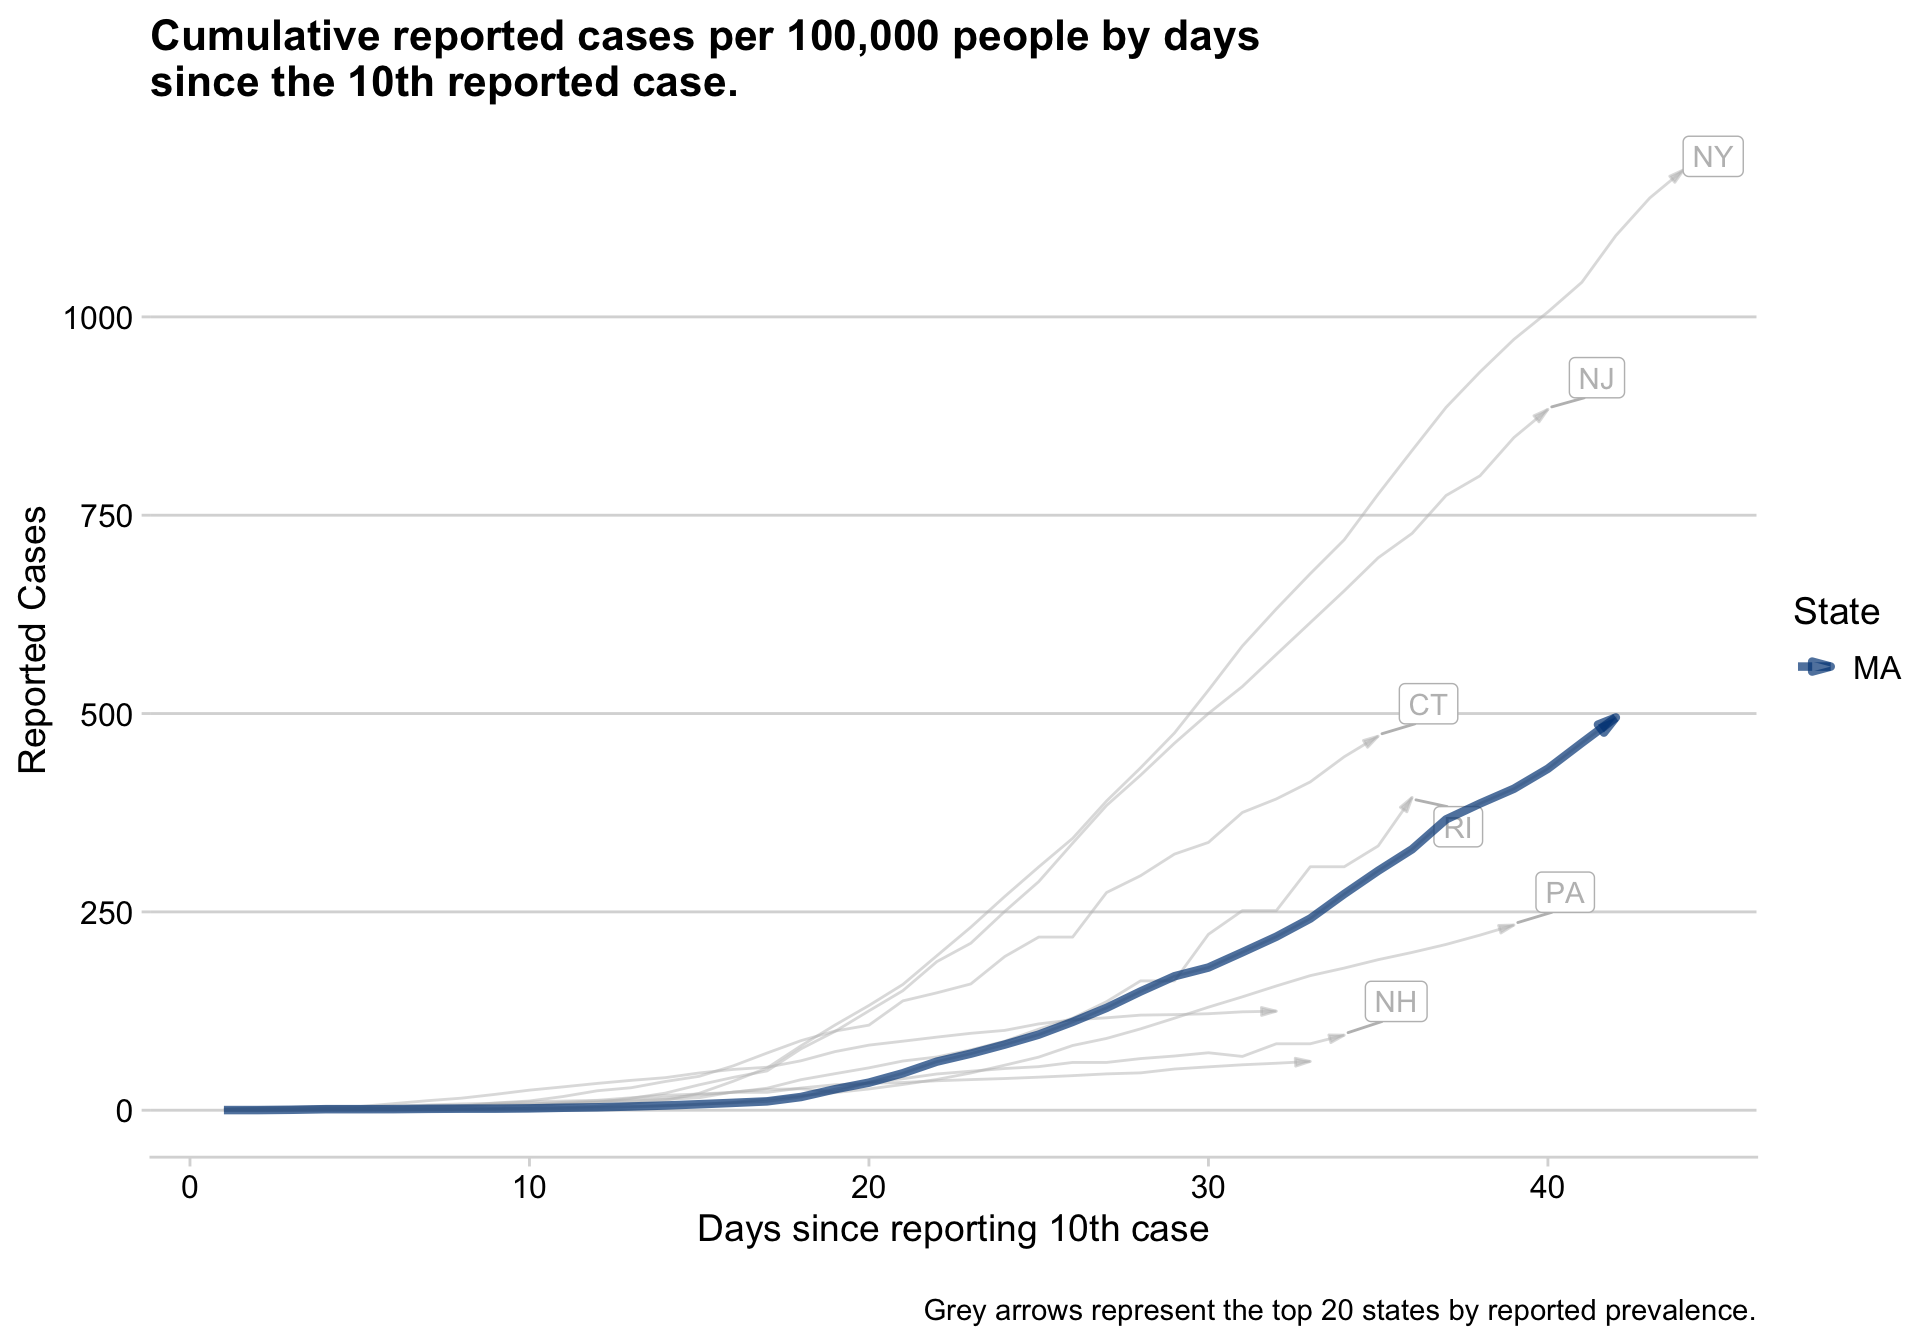 Cumulative reported cases per 100,000 people by days
since the 10th reported case.
NY
1000
NJ
750
Reported Cases
State
MA
CT
500
RI
PA
250
NH
0
0 10 20 30 40
Days since reporting 10th case
Grey arrows represent the top 20 states by reported prevalence.